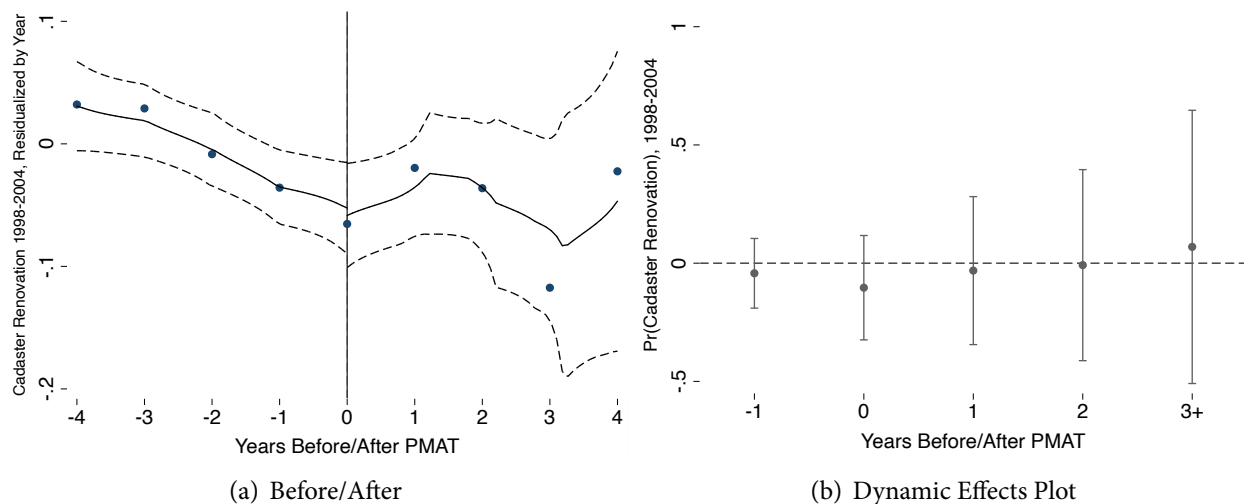 Cadaster Renovation 1998-2004, Residualized by Year
.1
0
-.1
-.2
-4 -3 -2 -1 0 1 2 3 4
Years Before/After PMAT
(a) Before/After
Pr(Cadaster Renovation), 1998-2004
1
.5
0
-.5
-1 0 1 2 3+
Years Before/After PMAT
(b) Dynamic Effects Plot